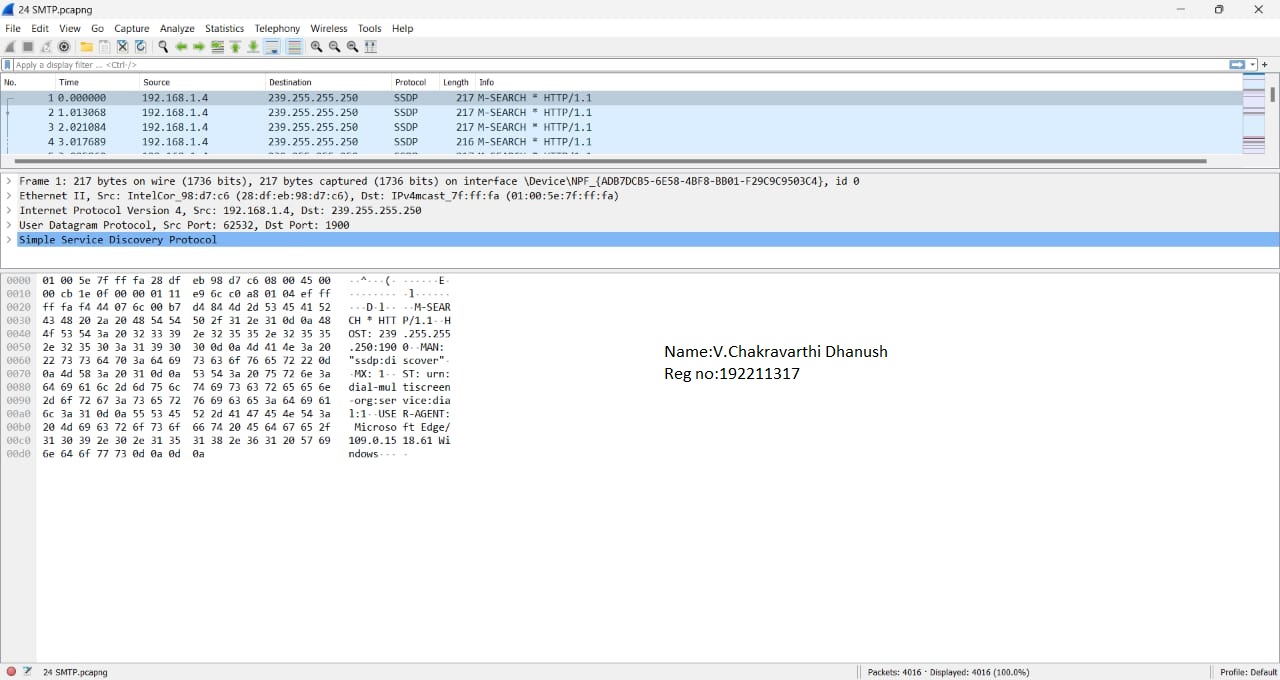 24 SMTP.pcapng
File Edit View Go Capture Analyze Statistics Telephony Wireless Tools Help
Apply a display filter ... <Ctrl-/>
No. Time Source Destination Protocol Length Info
1 0.000000 192.168.1.4 239.255.255.250 SSDP 217 M-SEARCH * HTTP/1.1
2 1.013068 192.168.1.4 239.255.255.250 SSDP 217 M-SEARCH * HTTP/1.1
3 2.021084 192.168.1.4 239.255.255.250 SSDP 217 M-SEARCH * HTTP/1.1
4 3.017689 192.168.1.4 239.255.255.250 SSDP 216 M-SEARCH * HTTP/1.1
Frame 1: 217 bytes on wire (1736 bits), 217 bytes captured (1736 bits) on interface \Device\NPF_{ADB7DCB5-6E58-4BF8-BB01-F29C9C9503C4}, id 0
Ethernet II, Src: IntelCor_98:d7:c6 (28:df:eb:98:d7:c6), Dst: IPv4mcast_7f:ff:fa (01:00:5e:7f:ff:fa)
Internet Protocol Version 4, Src: 192.168.1.4, Dst: 239.255.255.250
User Datagram Protocol, Src Port: 62532, Dst Port: 1900
Simple Service Discovery Protocol
0000 01 00 5e 7f ff fa 28 df eb 98 d7 c6 08 00 45 00 ··^···(· ······E·
0010 00 cb 1e 0f 00 00 01 11 e9 6c c0 a8 01 04 ef ff ········ ·l······
0020 ff fa f4 44 07 6c 00 b7 d4 84 4d 2d 53 45 41 52 ···D·l·· ··M-SEAR
0030 43 48 20 2a 20 48 54 54 50 2f 31 2e 31 0d 0a 48 CH * HTT P/1.1··H
0040 4f 53 54 3a 20 32 33 39 2e 32 35 35 2e 32 35 35 OST: 239 .255.255
0050 2e 32 35 30 3a 31 39 30 30 0d 0a 4d 41 4e 3a 20 .250:190 0··MAN:
0060 22 73 73 64 70 3a 64 69 73 63 6f 76 65 72 22 0d "ssdp:di scover"·
0070 0a 4d 58 3a 20 31 0d 0a 53 54 3a 20 75 72 6e 3a ·MX: 1·· ST: urn:
0080 64 69 61 6c 2d 6d 75 6c 74 69 73 63 72 65 65 6e dial-mul tiscreen
0090 2d 6f 72 67 3a 73 65 72 76 69 63 65 3a 64 69 61 -org:ser vice:dia
00a0 6c 3a 31 0d 0a 55 53 45 52 2d 41 47 45 4e 54 3a l:1··USE R-AGENT:
00b0 20 4d 69 63 72 6f 73 6f 66 74 20 45 64 67 65 2f Microso ft Edge/
00c0 31 30 39 2e 30 2e 31 35 31 38 2e 36 31 20 57 69 109.0.15 18.61 Wi
00d0 6e 64 6f 77 73 0d 0a 0d 0a ndows··· ·
Name:V.Chakravarthi Dhanush
Reg no:192211317
24 SMTP.pcapng
Packets: 4016 · Displayed: 4016 (100.0%)
Profile: Default